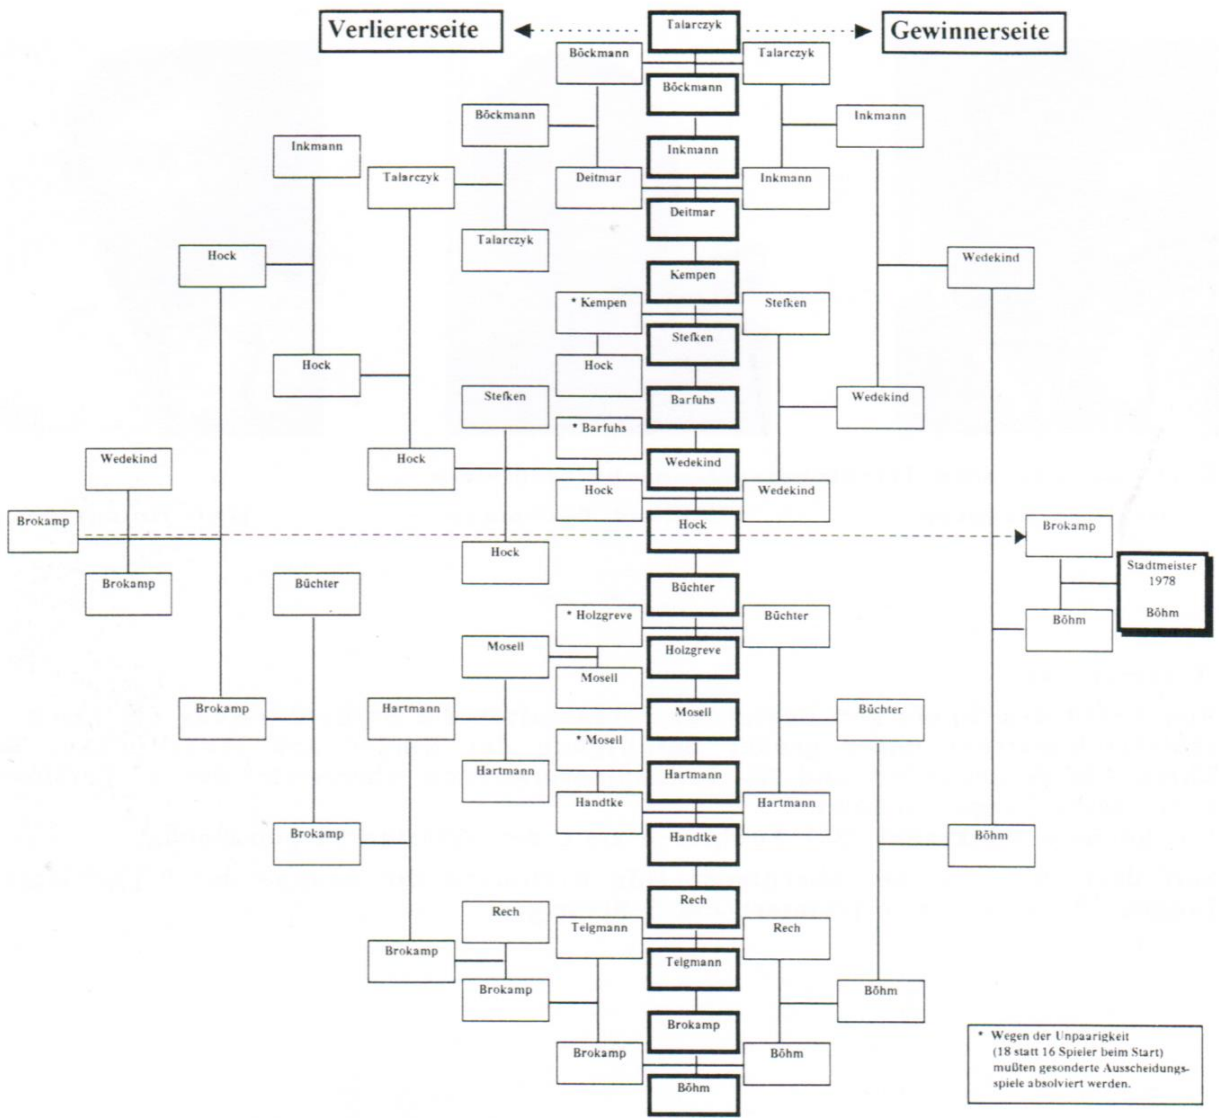 Verliererseite
Gewinnerseite
Talarczyk
Böckmann
Talarczyk
Böckmann
Böckmann
Inkmann
Inkmann
Inkmann
Talarczyk
Deitmar
Inkmann
Deitmar
Talarczyk
Hock
Wedekind
Kempen
* Kempen
Stefken
Stefken
Hock
Hock
Stefken
Barfuhs
Wedekind
* Barfuhs
Wedekind
Hock
Wedekind
Hock
Wedekind
Brokamp
Hock
Brokamp
Hock
Stadtmeister
1978
Böhm
Brokamp
Büchter
Büchter
* Holzgreve
Büchter
Böhm
Mosell
Holzgreve
Mosell
Brokamp
Hartmann
Mosell
Büchter
* Mosell
Hartmann
Hartmann
Handtke
Hartmann
Brokamp
Handtke
Böhm
Rech
Rech
Telgmann
Rech
Brokamp
Telgmann
Brokamp
Böhm
Brokamp
Brokamp
Böhm
Böhm
* Wegen der Unpaarigkeit
(18 statt 16 Spieler beim Start)
mußten gesonderte Ausscheidungs-
spiele absolviert werden.